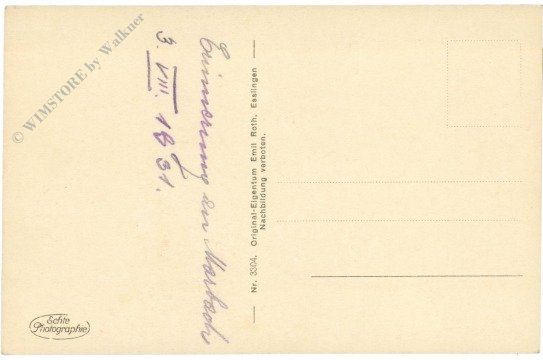 © WIMSTORE by Walkner
Erinnerung an Marbach
3. VIII. 1931.
Nr. 3304. Original-Eigentum Emil Roth, Esslingen
Nachbildung verboten.
Echte
Photographie